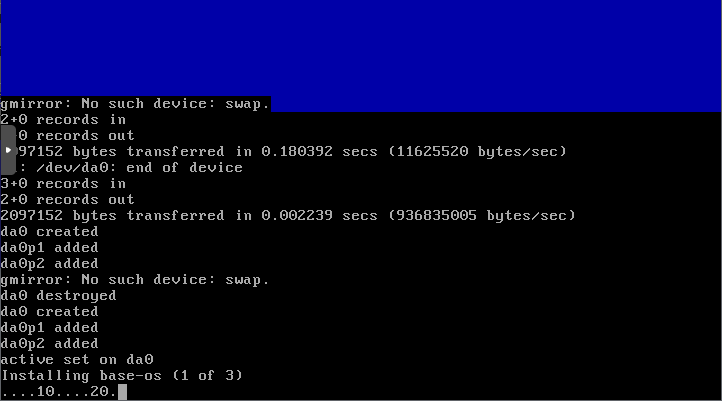 gmirror: No such device: swap.
2+0 records in
0 records out
097152 bytes transferred in 0.180392 secs (11625520 bytes/sec)
: /dev/da0: end of device
3+0 records in
2+0 records out
2097152 bytes transferred in 0.002239 secs (936835005 bytes/sec)
da0 created
da0p1 added
da0p2 added
gmirror: No such device: swap.
da0 destroyed
da0 created
da0p1 added
da0p2 added
active set on da0
Installing base-os (1 of 3)
....10....20.